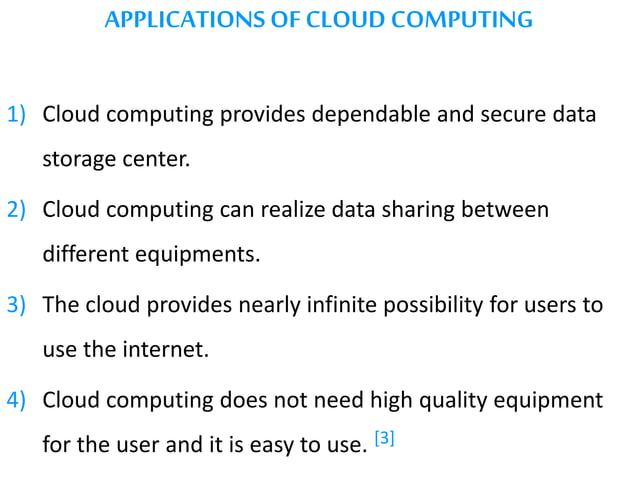 APPLICATIONS OF CLOUD COMPUTING
1) Cloud computing provides dependable and secure data
storage center.
2) Cloud computing can realize data sharing between
different equipments.
3) The cloud provides nearly infinite possibility for users to
use the internet.
4) Cloud computing does not need high quality equipment
for the user and it is easy to use. [3]